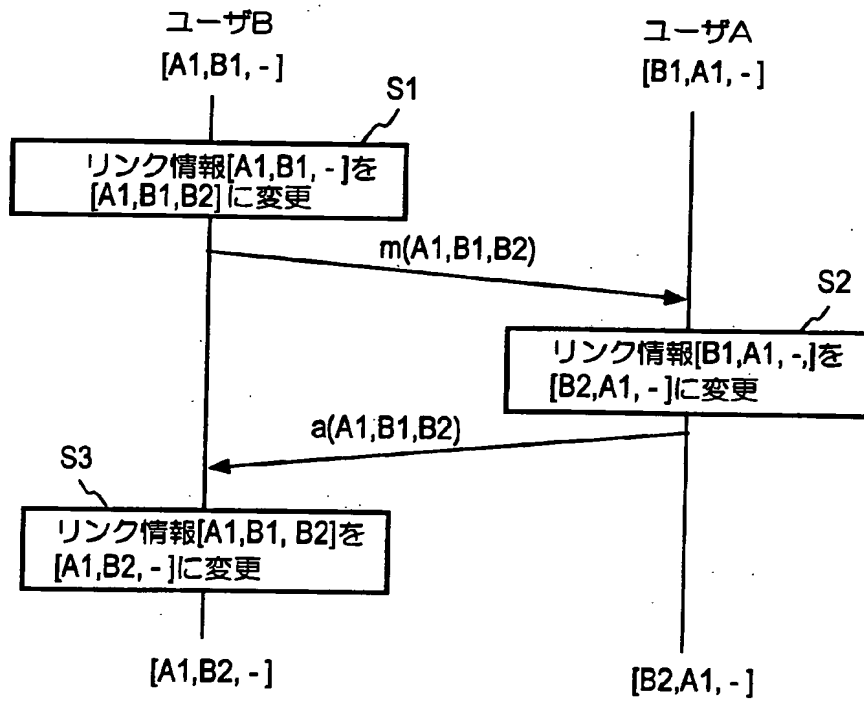 ユーザB
[A1,B1, - ]
ユーザA
[B1,A1, - ]
S1
リンク情報[A1,B1, - ]を
[A1,B1,B2] に変更
m(A1,B1,B2)
S2
リンク情報[B1,A1, -,]を
[B2,A1, - ]に変更
a(A1,B1,B2)
S3
リンク情報[A1,B1, B2]を
[A1,B2, - ]に変更
[A1,B2, - ]
[B2,A1, - ]